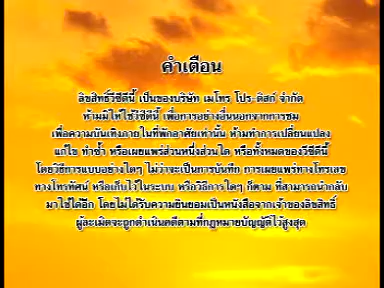 คำเตือน
ลิขสิทธิ์วีซีดีนี้ เป็นของบริษัท เมโทร โปร-ดิสก์ จำกัด
ห้ามมิให้ใช้วีซีดีนี้ เพื่อการอย่างอื่นนอกจากการชม
เพื่อความบันเทิงภายในที่พักอาศัยเท่านั้น ห้ามทำการเปลี่ยนแปลง
แก้ไข ทำซ้ำ หรือเผยแพร่ส่วนหนึ่งส่วนใด หรือทั้งหมดของวีซีดีนี้
โดยวิธีการแบบอย่างใดๆ ไม่ว่าจะเป็นการบันทึก การเผยแพร่ทางโทรเลข
ทางโทรทัศน์ หรือเก็บไว้ในระบบ หรือวิธีการใดๆ ก็ตาม ที่สามารถนำกลับ
มาใช้ได้อีก โดยไม่ได้รับความยินยอมเป็นหนังสือจากเจ้าของลิขสิทธิ์
ผู้ละเมิดจะถูกดำเนินคดีตามที่กฎหมายบัญญัติไว้สูงสุด